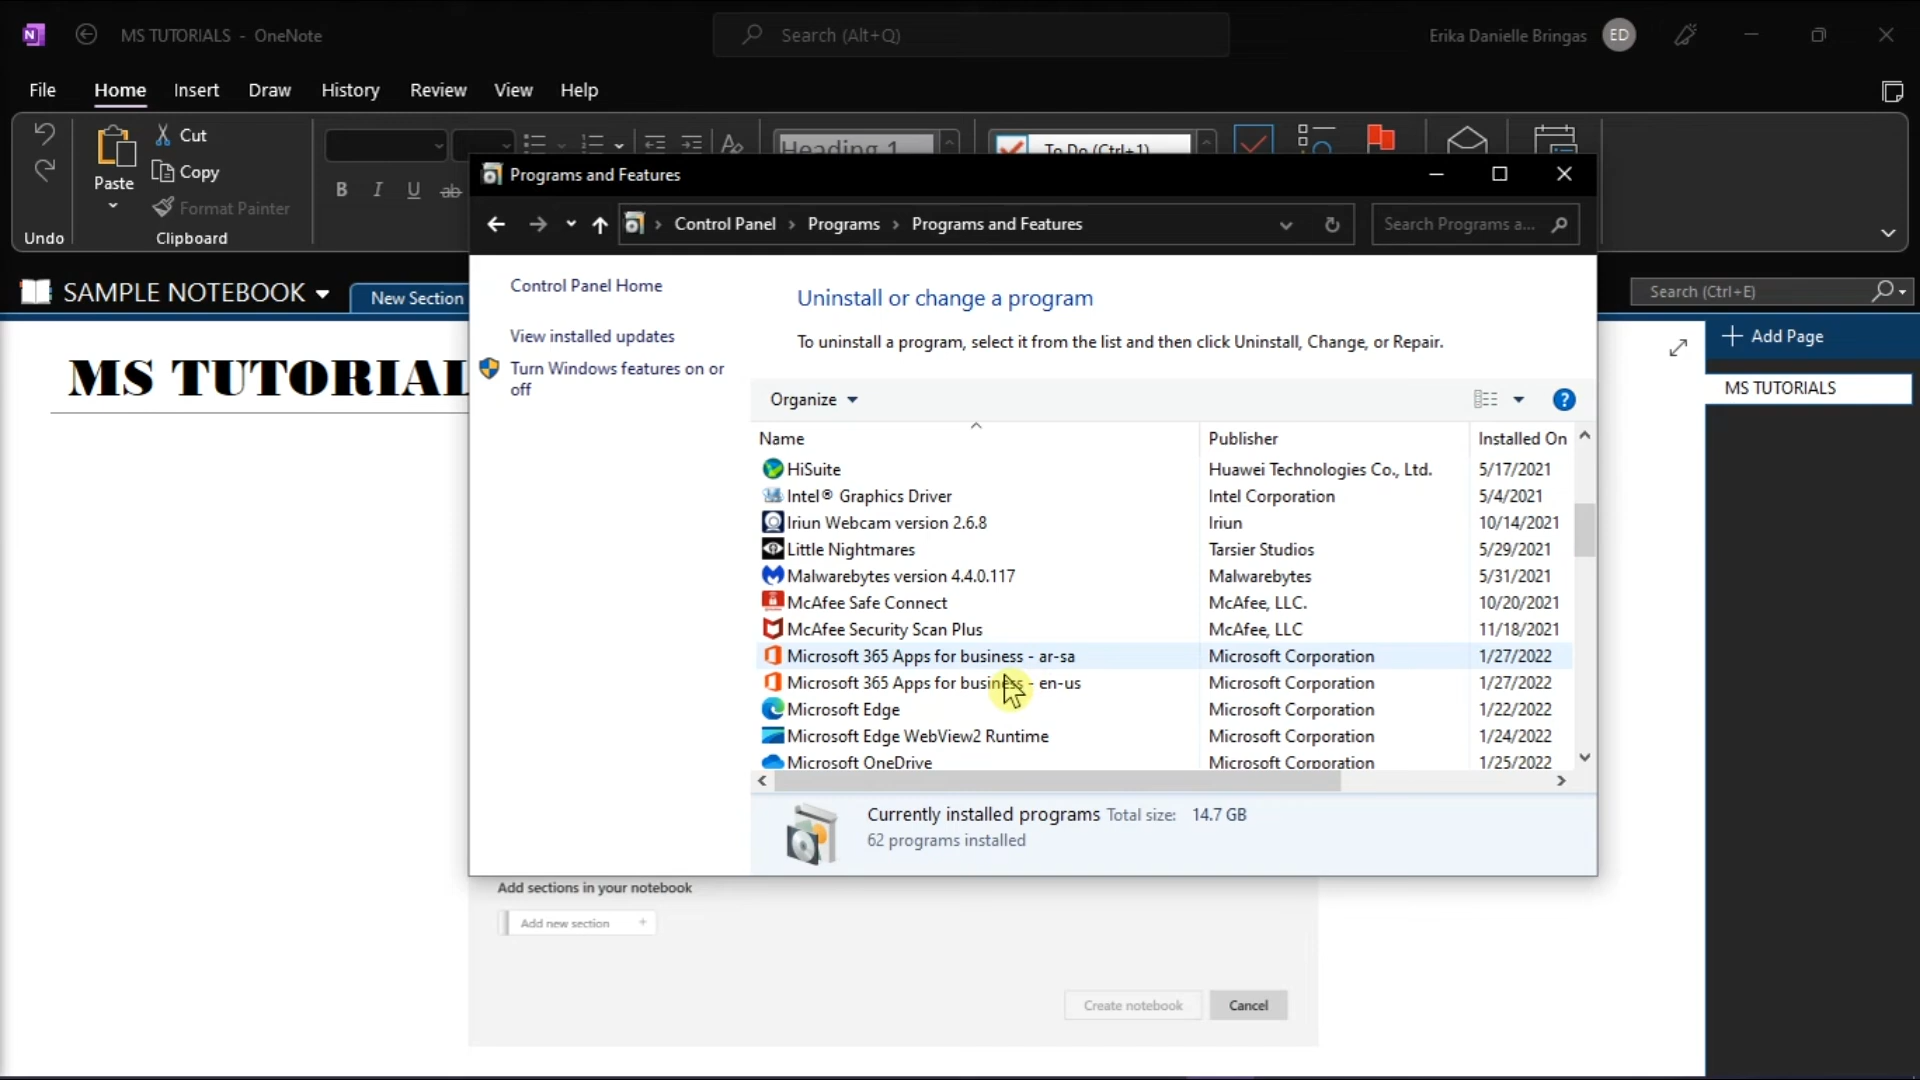 MS TUTORIALS - OneNote
Search (Alt+Q)
Erika Danielle Bringas ED
File Home Insert Draw History Review View Help
Undo
Paste
Cut
Copy
Format Painter
Clipboard
B I U ab
Heading 1
To Do (Ctrl+1)
SAMPLE NOTEBOOK
New Section
Search (Ctrl+E)
MS TUTORIAL
Add Page
MS TUTORIALS
Programs and Features
Control Panel Programs Programs and Features
Search Programs a...
Control Panel Home
View installed updates
Turn Windows features on or
off
Uninstall or change a program
To uninstall a program, select it from the list and then click Uninstall, Change, or Repair.
Organize
Name Publisher Installed On
HiSuite Huawei Technologies Co., Ltd. 5/17/2021
Intel® Graphics Driver Intel Corporation 5/4/2021
Iriun Webcam version 2.6.8 Iriun 10/14/2021
Little Nightmares Tarsier Studios 5/29/2021
Malwarebytes version 4.4.0.117 Malwarebytes 5/31/2021
McAfee Safe Connect McAfee, LLC. 10/20/2021
McAfee Security Scan Plus McAfee, LLC 11/18/2021
Microsoft 365 Apps for business - ar-sa Microsoft Corporation 1/27/2022
Microsoft 365 Apps for business - en-us Microsoft Corporation 1/27/2022
Microsoft Edge Microsoft Corporation 1/22/2022
Microsoft Edge WebView2 Runtime Microsoft Corporation 1/24/2022
Microsoft OneDrive Microsoft Corporation 1/25/2022
Currently installed programs Total size: 14.7 GB
62 programs installed
Add sections in your notebook
Add new section +
Create notebook Cancel